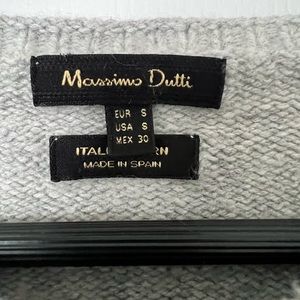 Massimo Dutti
EUR S
USA S
MEX 30
MADE IN SPAIN